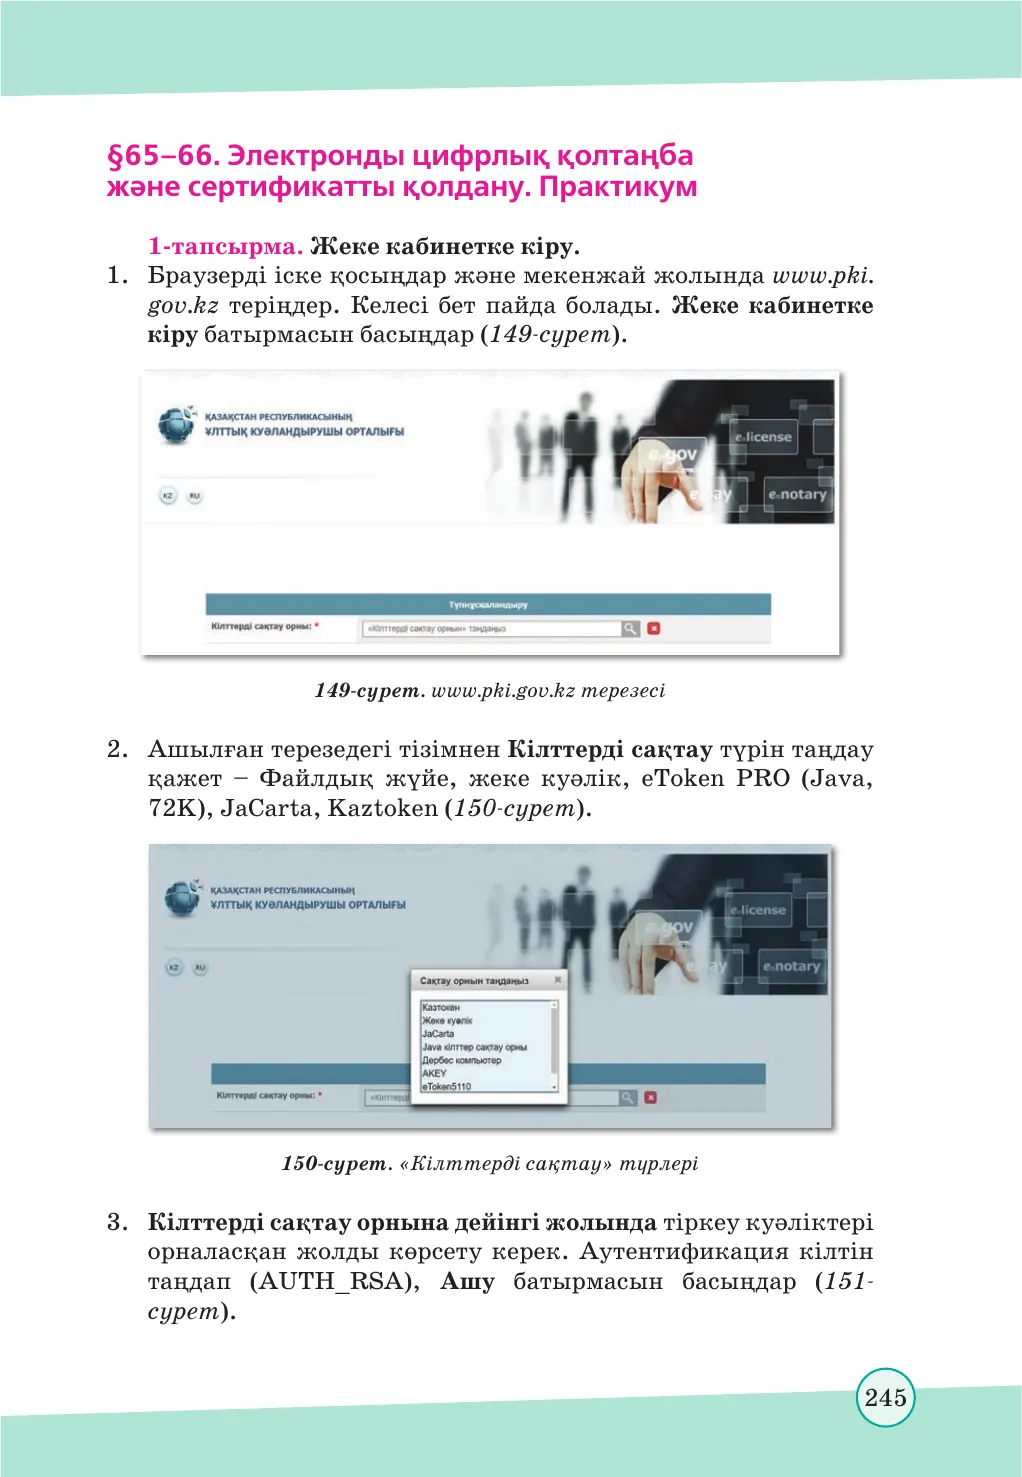 §65–66. Электронды цифрлық қолтаңба
және сертификатты қолдану. Практикум
1-тапсырма. Жеке кабинетке кіру.
1. Браузерді іске қосыңдар және мекенжай жолында www.pki.
gov.kz теріңдер. Келесі бет пайда болады. Жеке кабинетке
кіру батырмасын басыңдар (149-сурет).
ҚАЗАҚСТАН РЕСПУБЛИКАСЫНЫҢ
ҰЛТТЫҚ КУӘЛАНДЫРУШЫ ОРТАЛЫҒЫ
e-license
e-gov
e-pay
e-notary
KZ RU
Түпнұсқаландыру
Кілттерді сақтау орны: * «Кілттерді сақтау орнын» таңдаңыз
149-сурет. www.pki.gov.kz терезесі
2. Ашылған терезедегі тізімнен Кілттерді сақтау түрін таңдау
қажет – Файлдық жүйе, жеке куәлік, eToken PRO (Java,
72K), JaCarta, Kaztoken (150-сурет).
ҚАЗАҚСТАН РЕСПУБЛИКАСЫНЫҢ
ҰЛТТЫҚ КУӘЛАНДЫРУШЫ ОРТАЛЫҒЫ
e-license
gov
ay
e-notary
KZ RU
Сақтау орнын таңдаңыз
Казтокен
Жеке куәлік
JaCarta
Java кілттер сақтау орны
Дербес компьютер
AKEY
eToken5110
Кілттерді сақтау орны: * «Кілттерд
150-сурет. «Кілттерді сақтау» түрлері
3. Кілттерді сақтау орнына дейінгі жолында тіркеу куәліктері
орналасқан жолды көрсету керек. Аутентификация кілтін
таңдап (AUTH_RSA), Ашу батырмасын басыңдар (151-
сурет).
245